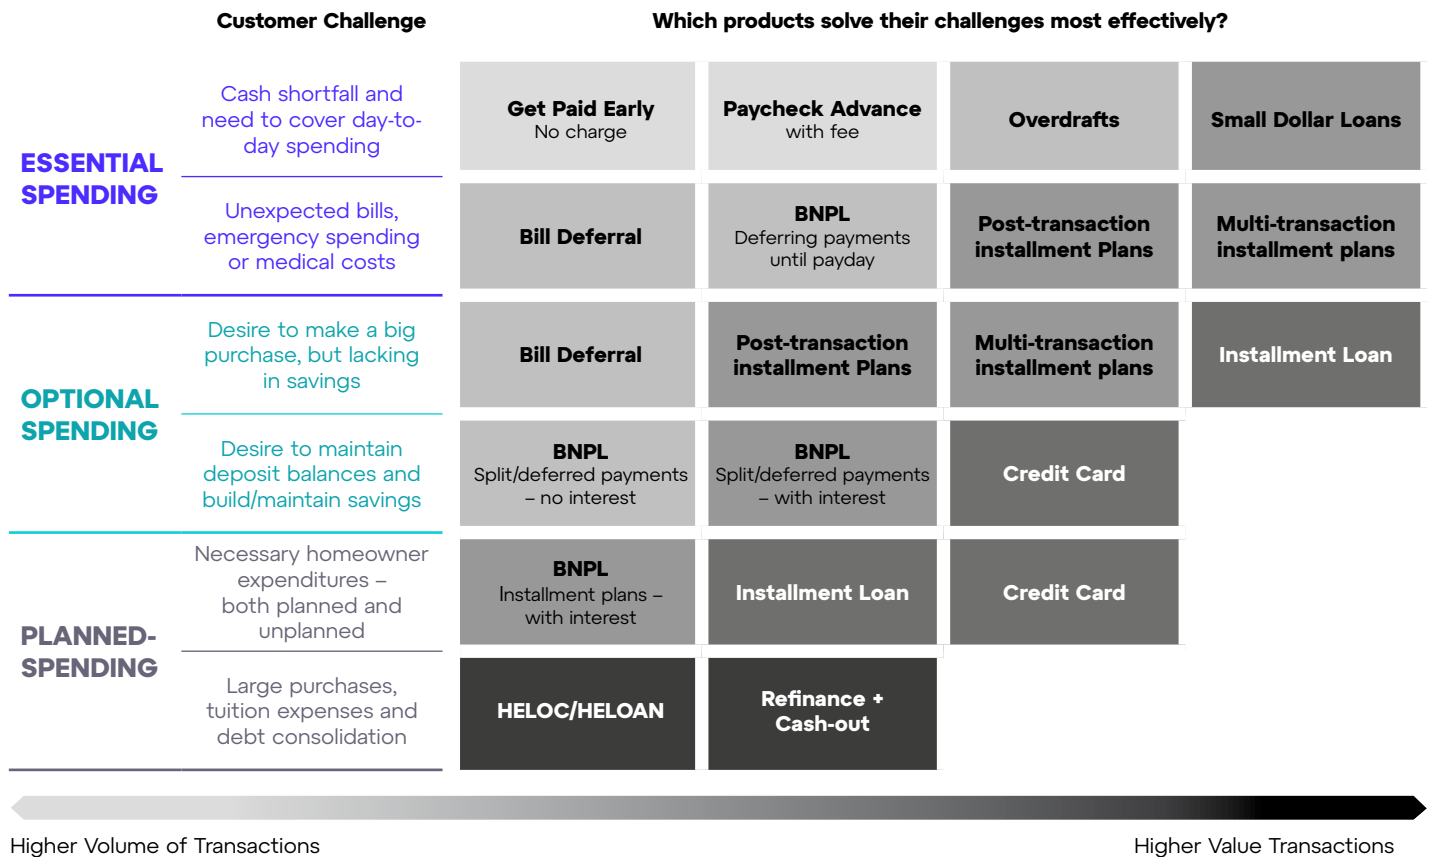 Customer Challenge
Which products solve their challenges most effectively?
ESSENTIAL
SPENDING
Cash shortfall and
need to cover day-to-
day spending
Get Paid Early
No charge
Paycheck Advance
with fee
Overdrafts
Small Dollar Loans
Unexpected bills,
emergency spending
or medical costs
Bill Deferral
BNPL
Deferring payments
until payday
Post-transaction
installment Plans
Multi-transaction
installment plans
OPTIONAL
SPENDING
Desire to make a big
purchase, but lacking
in savings
Bill Deferral
Post-transaction
installment Plans
Multi-transaction
installment plans
Installment Loan
Desire to maintain
deposit balances and
build/maintain savings
BNPL
Split/deferred payments
– no interest
BNPL
Split/deferred payments
– with interest
Credit Card
PLANNED-
SPENDING
Necessary homeowner
expenditures –
both planned and
unplanned
BNPL
Installment plans –
with interest
Installment Loan
Credit Card
Large purchases,
tuition expenses and
debt consolidation
HELOC/HELOAN
Refinance +
Cash-out
Higher Volume of Transactions
Higher Value Transactions